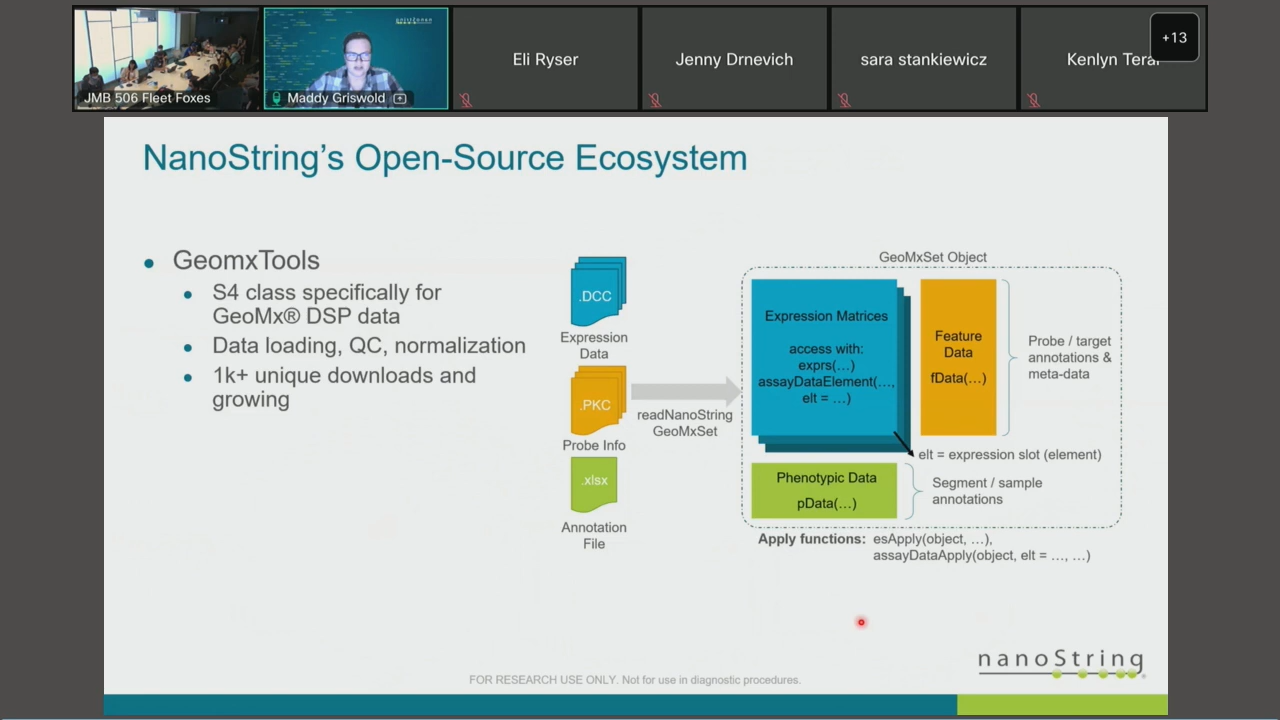 nanoString
JMB 506 Fleet Foxes
Maddy Griswold
Eli Ryser
Jenny Drnevich
sara stankiewicz
Kenlyn Terai
+13
NanoString's Open-Source Ecosystem
GeomxTools
S4 class specifically for
GeoMx® DSP data
Data loading, QC, normalization
1k+ unique downloads and
growing
.DCC
Expression
Data
.PKC
Probe Info
.xlsx
Annotation
File
readNanoString
GeoMxSet
GeoMxSet Object
Expression Matrices
access with:
exprs(…)
assayDataElement(…,
elt = …)
Feature
Data
fData(…)
Probe / target
annotations &
meta-data
elt = expression slot (element)
Phenotypic Data
pData(…)
Segment / sample
annotations
Apply functions: esApply(object, …),
assayDataApply(object, elt = …, …)
nanoString
FOR RESEARCH USE ONLY. Not for use in diagnostic procedures.